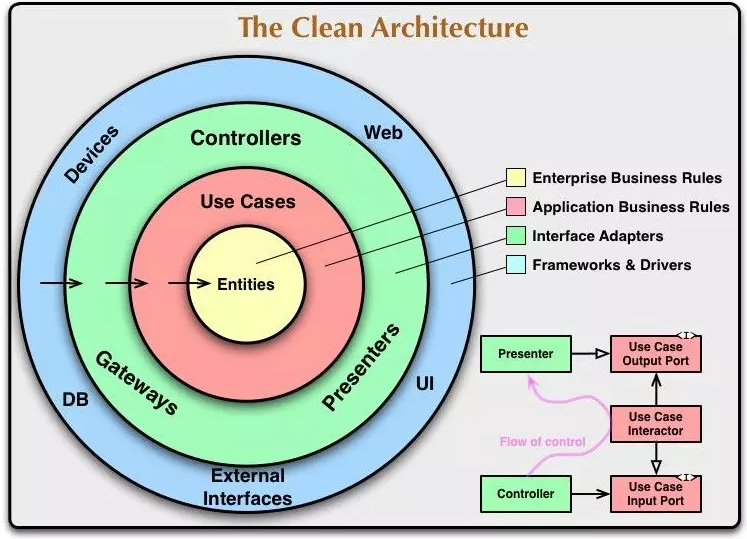 The Clean Architecture
Devices
Web
Controllers
Use Cases
Entities
Gateways
Presenters
DB
UI
External
Interfaces
Enterprise Business Rules
Application Business Rules
Interface Adapters
Frameworks & Drivers
Presenter
<I>
Use Case
Output Port
Flow of control
Use Case
Interactor
Controller
<I>
Use Case
Input Port